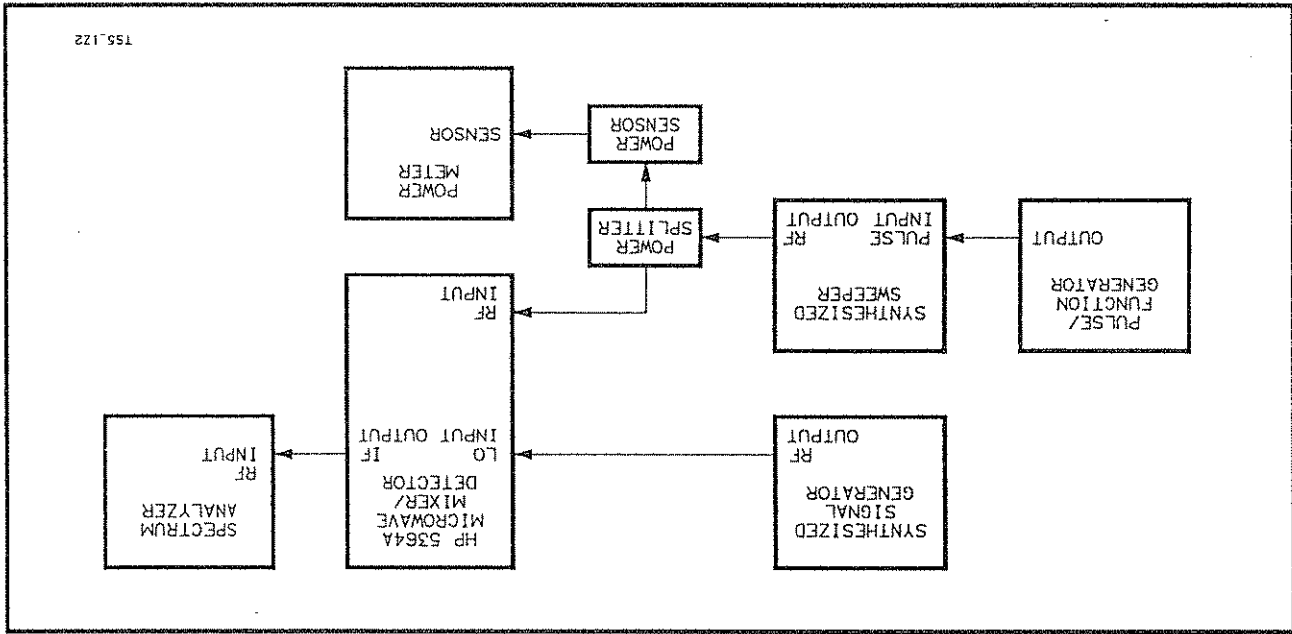 SYNTHESIZED
SIGNAL
GENERATOR
RF
OUTPUT
HP 5364A
MICROWAVE
MIXER/
DETECTOR
LO IF
INPUT OUTPUT
RF
INPUT
SPECTRUM
ANALYZER
RF
INPUT
PULSE/
FUNCTION
GENERATOR
OUTPUT
SYNTHESIZED
SWEEPER
PULSE RF
INPUT OUTPUT
POWER
SPLITTER
POWER
SENSOR
POWER
METER
SENSOR
TS5_1Z2